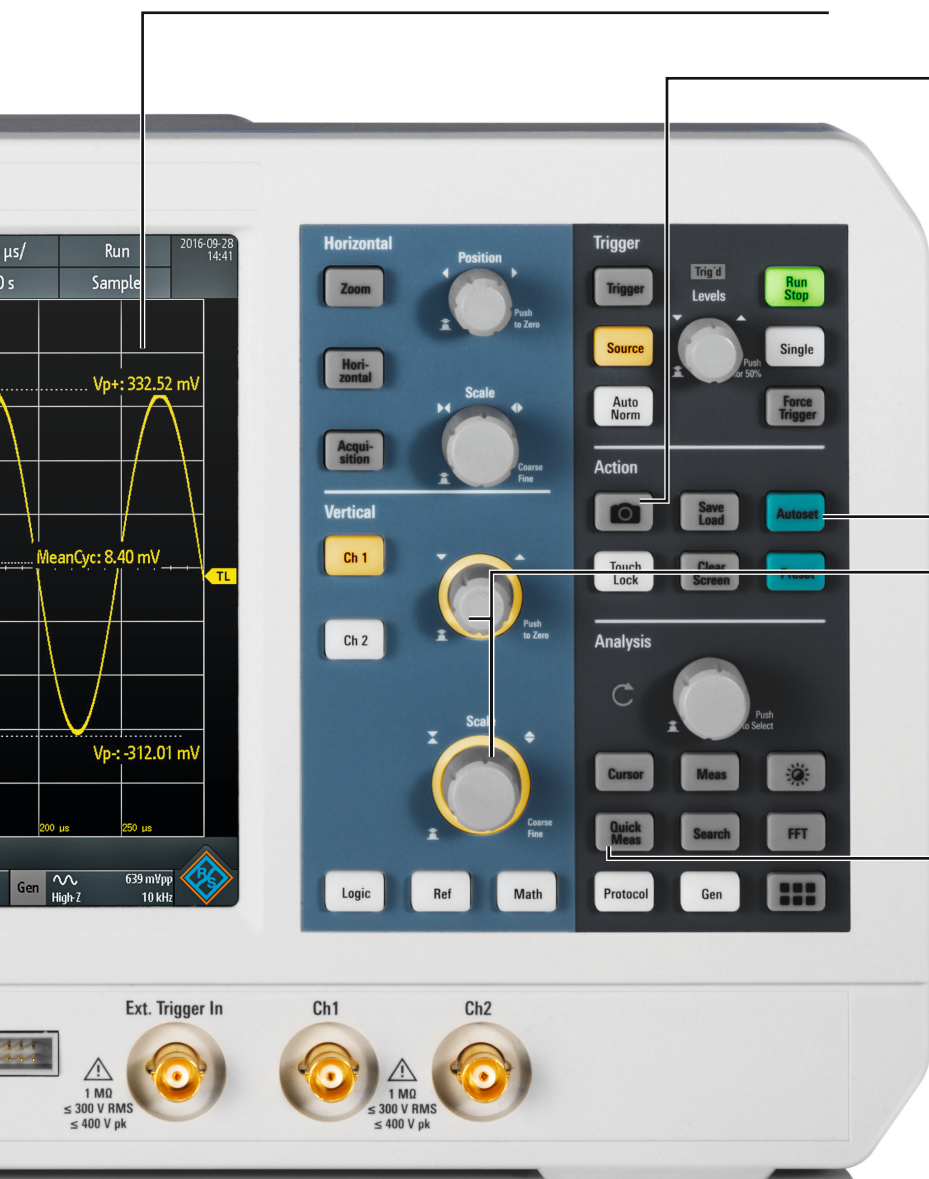 µs/
Run
2016-09-28
14:41
0 s
Sample
Vp+: 332.52 mV
MeanCyc: 8.40 mV
TL
Vp-: -312.01 mV
200 µs
250 µs
Gen
639 mVpp
High-Z
10 kHz
R&S
Horizontal
Position
Zoom
Push
to Zero
Hori-
zontal
Scale
Acqui-
sition
Coarse
Fine
Vertical
Ch 1
Push
to Zero
Ch 2
Scale
Coarse
Fine
Logic
Ref
Math
Trigger
Trigger
Trig'd
Levels
Run
Stop
Source
Push
for 50%
Single
Auto
Norm
Force
Trigger
Action
Save
Load
Autoset
Touch
Lock
Clear
Screen
Preset
Analysis
Push
to Select
Cursor
Meas
Quick
Meas
Search
FFT
Protocol
Gen
Ext. Trigger In
Ch1
Ch2
1 MΩ
≤ 300 V RMS
≤ 400 V pk
1 MΩ
≤ 300 V RMS
≤ 400 V pk